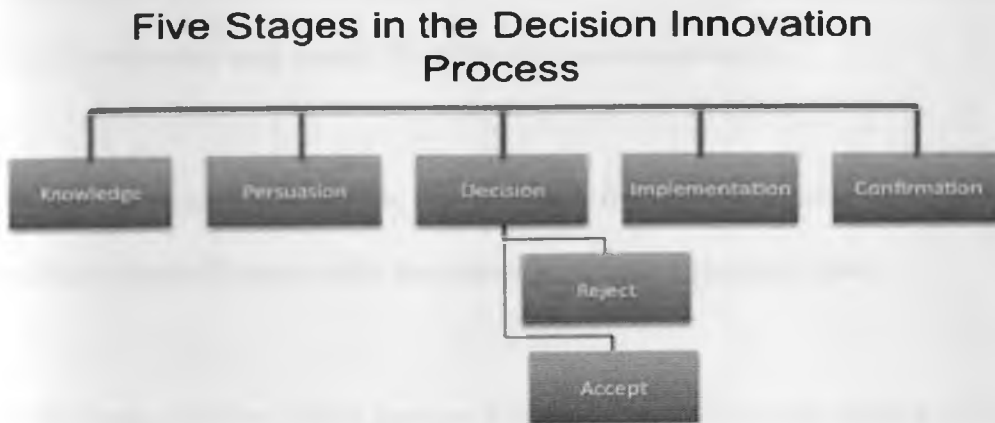 Five Stages in the Decision Innovation
Process
Knowledge
Persuasion
Decision
Implementation
Confirmation
Reject
Accept